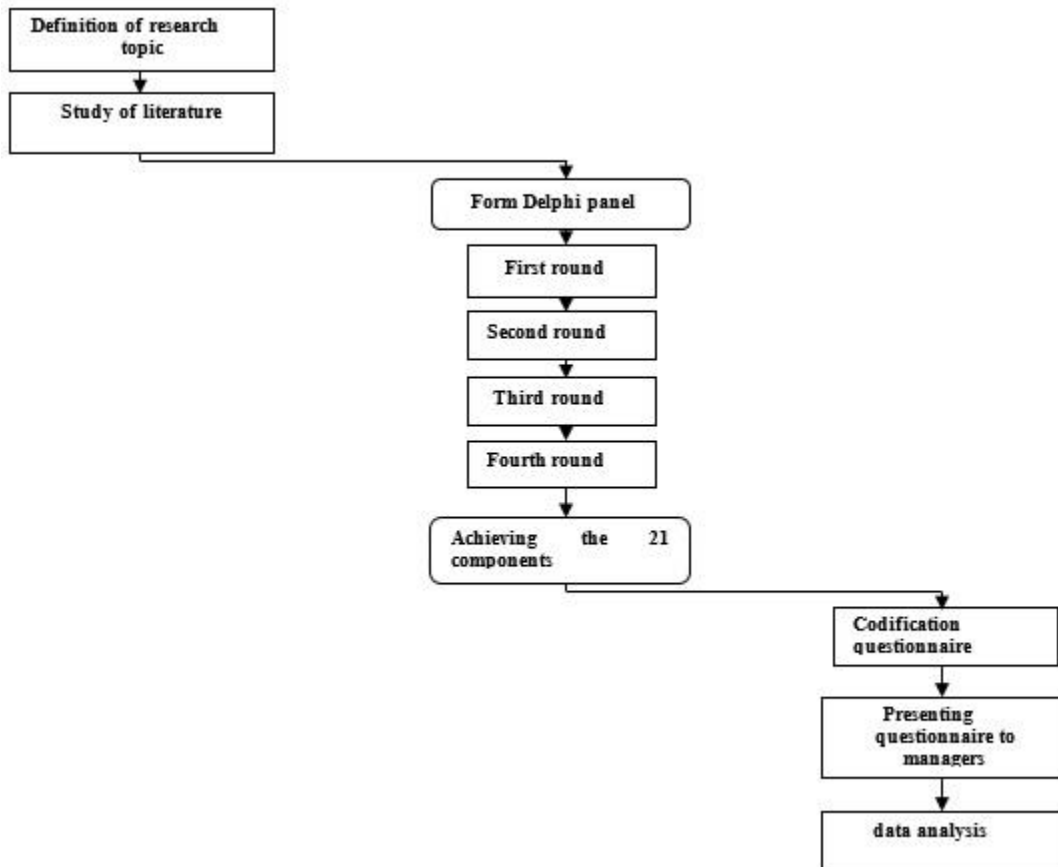 Definition of research
topic
Study of literature
Form Delphi panel
First round
Second round
Third round
Fourth round
Achieving the 21
components
Codification
questionnaire
Presenting
questionnaire to
managers
data analysis